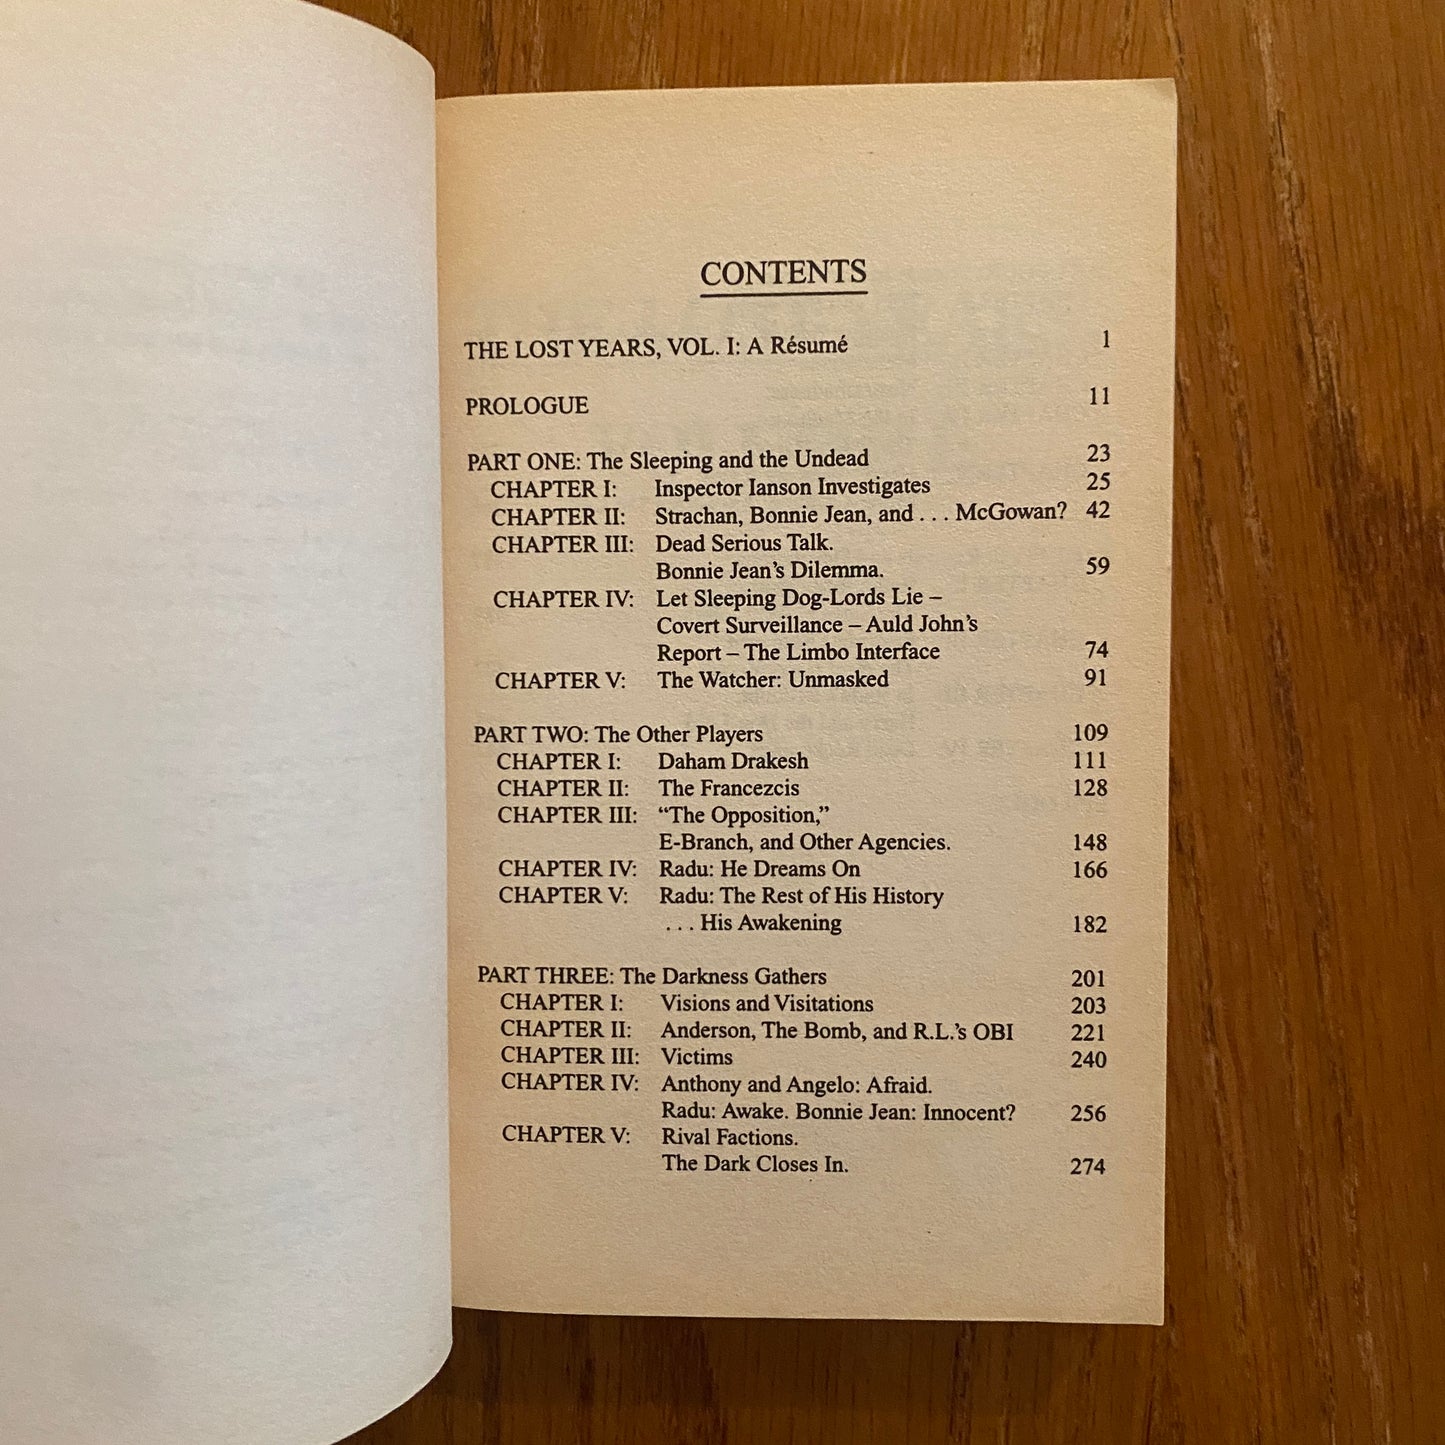 CONTENTS
THE LOST YEARS, VOL. I: A Résumé 1
PROLOGUE 11
PART ONE: The Sleeping and the Undead 23
CHAPTER I: Inspector Ianson Investigates 25
CHAPTER II: Strachan, Bonnie Jean, and . . . McGowan? 42
CHAPTER III: Dead Serious Talk.
Bonnie Jean's Dilemma. 59
CHAPTER IV: Let Sleeping Dog-Lords Lie –
Covert Surveillance – Auld John's
Report – The Limbo Interface 74
CHAPTER V: The Watcher: Unmasked 91
PART TWO: The Other Players 109
CHAPTER I: Daham Drakesh 111
CHAPTER II: The Francezcis 128
CHAPTER III: “The Opposition,”
E-Branch, and Other Agencies. 148
CHAPTER IV: Radu: He Dreams On 166
CHAPTER V: Radu: The Rest of His History
. . . His Awakening 182
PART THREE: The Darkness Gathers 201
CHAPTER I: Visions and Visitations 203
CHAPTER II: Anderson, The Bomb, and R.L.'s OBI 221
CHAPTER III: Victims 240
CHAPTER IV: Anthony and Angelo: Afraid.
Radu: Awake. Bonnie Jean: Innocent? 256
CHAPTER V: Rival Factions.
The Dark Closes In. 274